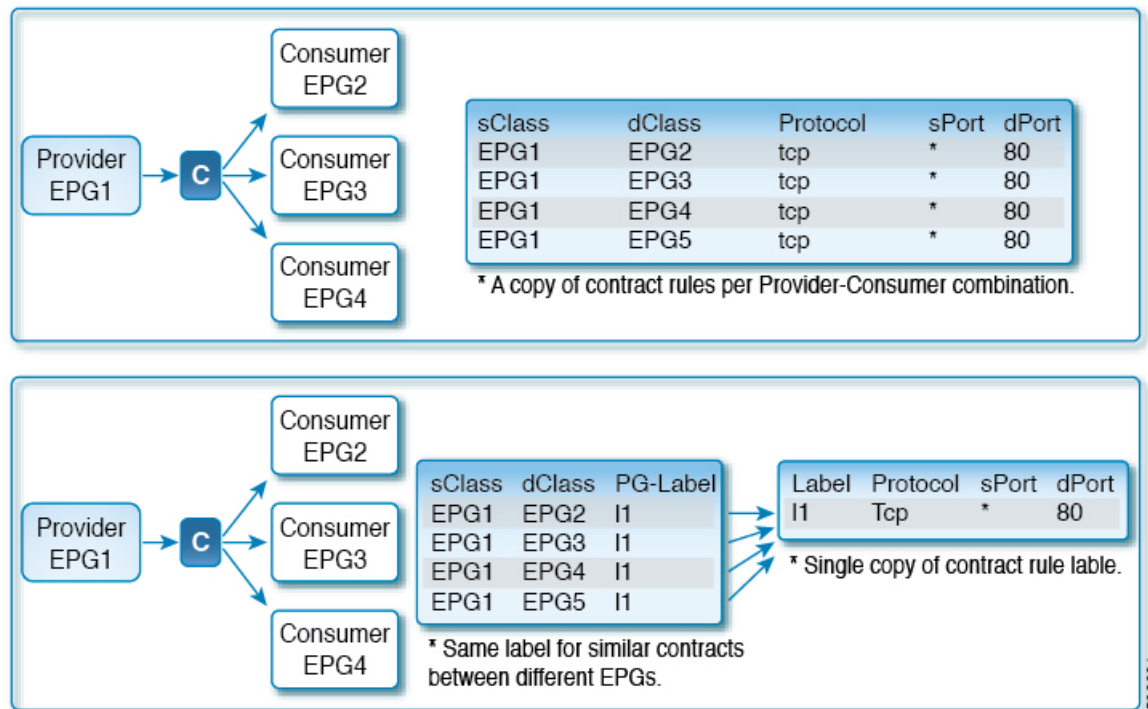 Consumer
EPG2
Provider
EPG1
C
Consumer
EPG3
Consumer
EPG4
sClass dClass Protocol sPort dPort
EPG1 EPG2 tcp * 80
EPG1 EPG3 tcp * 80
EPG1 EPG4 tcp * 80
EPG1 EPG5 tcp * 80
* A copy of contract rules per Provider-Consumer combination.
Consumer
EPG2
Provider
EPG1
C
Consumer
EPG3
Consumer
EPG4
sClass dClass PG-Label
EPG1 EPG2 l1
EPG1 EPG3 l1
EPG1 EPG4 l1
EPG1 EPG5 l1
* Same label for similar contracts
between different EPGs.
Label Protocol sPort dPort
l1 Tcp * 80
* Single copy of contract rule lable.